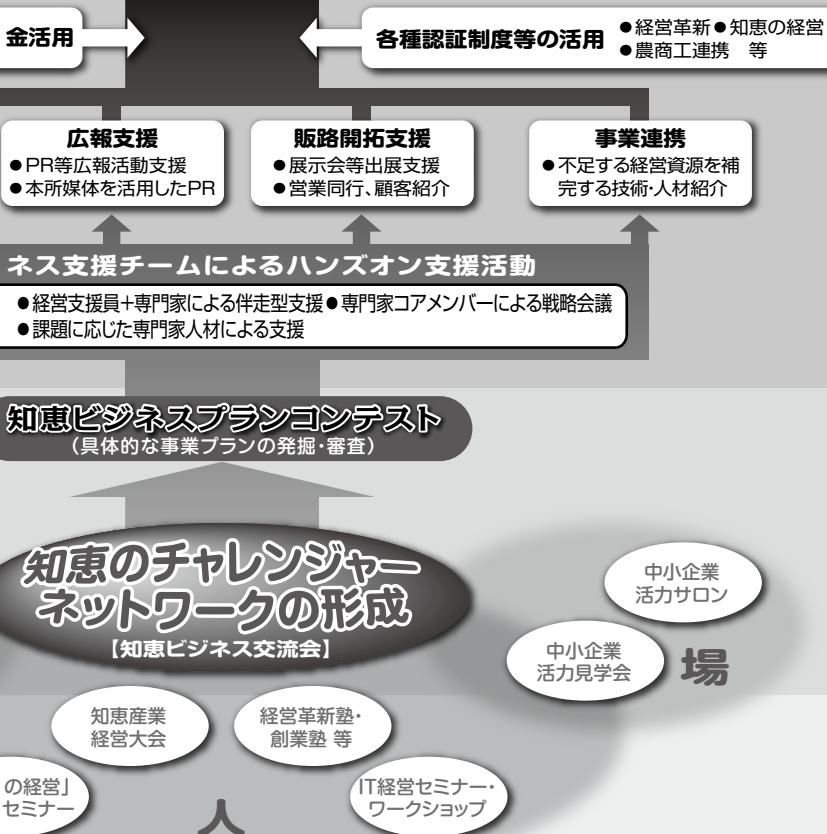 金活用
各種認証制度等の活用
●経営革新●知恵の経営
●農商工連携 等
広報支援
●PR等広報活動支援
●本所媒体を活用したPR
販路開拓支援
●展示会等出展支援
●営業同行、顧客紹介
事業連携
●不足する経営資源を補
完する技術・人材紹介
ネス支援チームによるハンズオン支援活動
●経営支援員+専門家による伴走型支援●専門家コアメンバーによる戦略会議
●課題に応じた専門家人材による支援
知恵ビジネスプランコンテスト
(具体的な事業プランの発掘・審査)
知恵のチャレンジャー
ネットワークの形成
【知恵ビジネス交流会】
中小企業
活力サロン
中小企業
活力見学会
場
知恵産業
経営大会
経営革新塾・
創業塾 等
の経営」
セミナー
IT経営セミナー・
ワークショップ
人